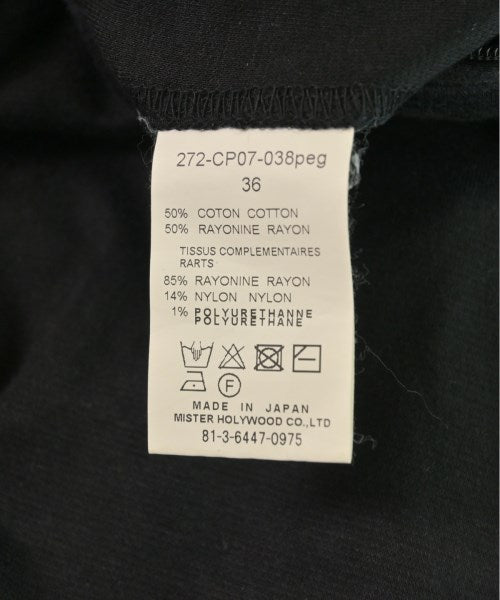 272-CP07-038peg
36
50% COTON COTTON
50% RAYONINE RAYON
TISSUS COMPLEMENTAIRES
RARTS
85% RAYONINE RAYON
14% NYLON NYLON
1% POLYURETHANNE
POLYURETHANE
F
MADE IN JAPAN
MISTER HOLYWOOD CO.,LTD
81-3-6447-0975